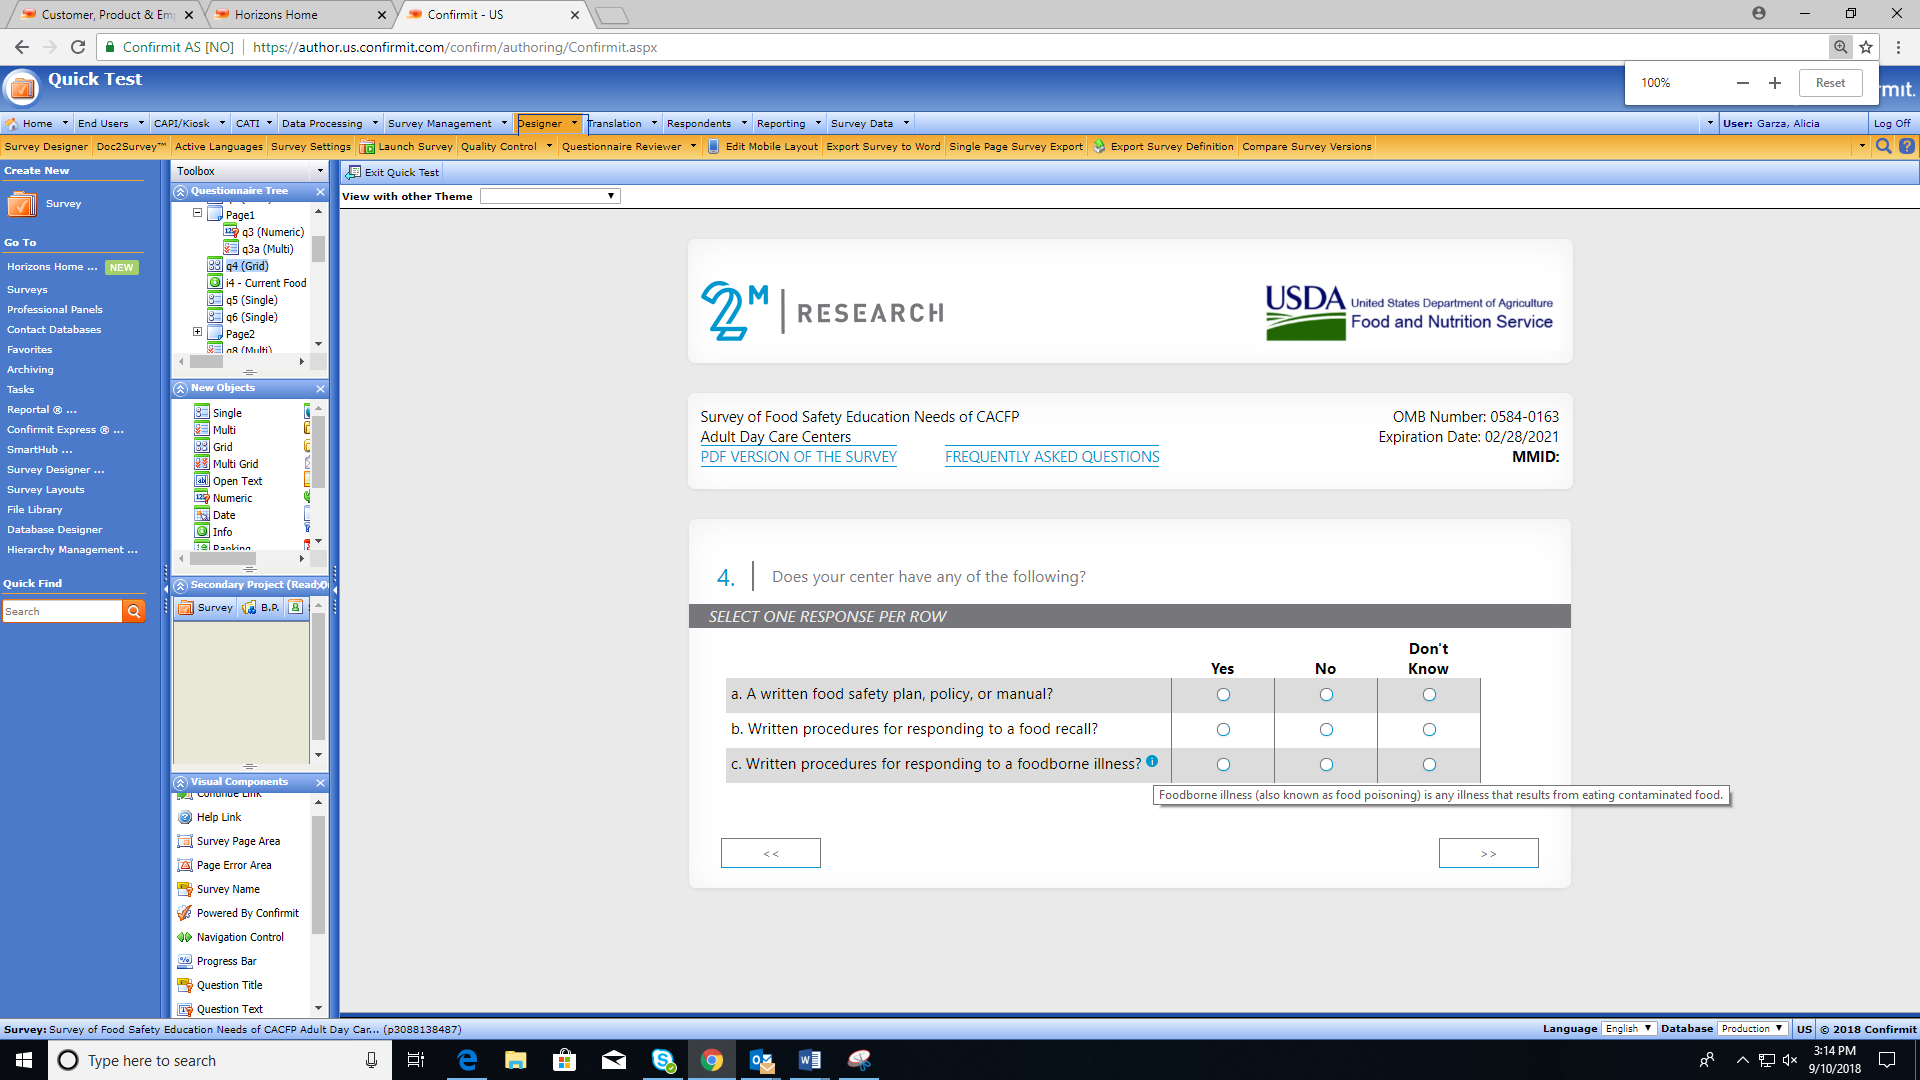 Customer, Product & Em
Horizons Home
Confirmit - US
Confirmit AS [NO]
https://author.us.confirmit.com/confirm/authoring/Confirmit.aspx
Quick Test
100%
Reset
Home
End Users
CAPI/Kiosk
CATI
Data Processing
Survey Management
Designer
Translation
Respondents
Reporting
Survey Data
User: Garza, Alicia
Log Off
Survey Designer
Doc2Survey™
Active Languages
Survey Settings
Launch Survey
Quality Control
Questionnaire Reviewer
Edit Mobile Layout
Export Survey to Word
Single Page Survey Export
Export Survey Definition
Compare Survey Versions
Create New
Survey
Go To
Horizons Home ... NEW
Surveys
Professional Panels
Contact Databases
Favorites
Archiving
Tasks
Reportal ® ...
Confirmit Express ® ...
SmartHub ...
Survey Designer ...
Survey Layouts
File Library
Database Designer
Hierarchy Management ...
Quick Find
Search
Toolbox
Questionnaire Tree
Page1
q3 (Numeric)
q3a (Multi)
q4 (Grid)
i4 - Current Food
q5 (Single)
q6 (Single)
Page2
q8 (Multi)
New Objects
Single
Multi
Grid
Multi Grid
Open Text
Numeric
Date
Info
Ranking
Secondary Project (Read
Survey
B.P.
Visual Components
Continue Link
Help Link
Survey Page Area
Page Error Area
Survey Name
Powered By Confirmit
Navigation Control
Progress Bar
Question Title
Question Text
Exit Quick Test
View with other Theme
2M RESEARCH
USDA United States Department of Agriculture
Food and Nutrition Service
Survey of Food Safety Education Needs of CACFP
Adult Day Care Centers
PDF VERSION OF THE SURVEY
FREQUENTLY ASKED QUESTIONS
OMB Number: 0584-0163
Expiration Date: 02/28/2021
MMID:
4. Does your center have any of the following?
SELECT ONE RESPONSE PER ROW
Yes No Don't Know
a. A written food safety plan, policy, or manual?
b. Written procedures for responding to a food recall?
c. Written procedures for responding to a foodborne illness?
Foodborne illness (also known as food poisoning) is any illness that results from eating contaminated food.
<<
>>
Survey: Survey of Food Safety Education Needs of CACFP Adult Day Car... (p3088138487)
Language English Database Production US © 2018 Confirmit
Type here to search
3:14 PM
9/10/2018